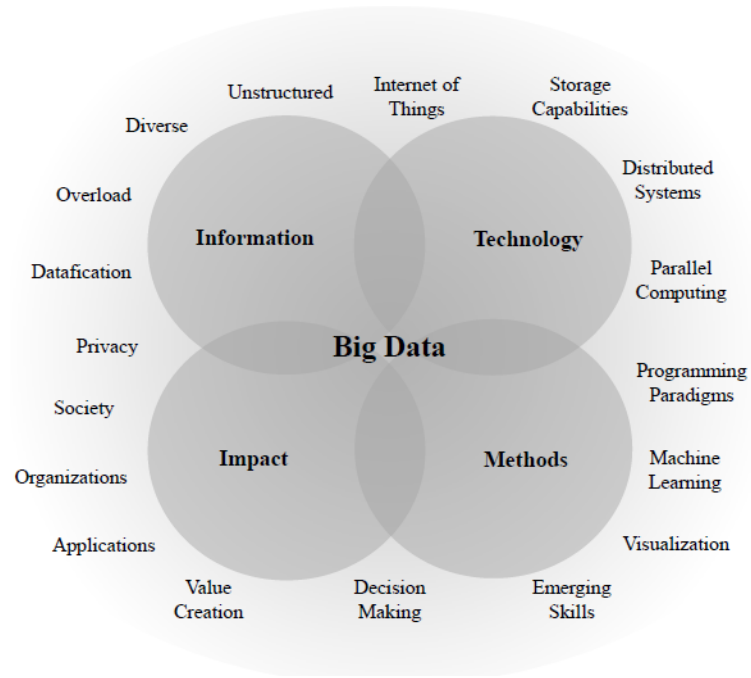 Unstructured
Internet of
Things
Storage
Capabilities
Diverse
Distributed
Systems
Overload
Information
Technology
Datafication
Parallel
Computing
Privacy
Big Data
Programming
Paradigms
Society
Impact
Methods
Machine
Learning
Organizations
Applications
Visualization
Value
Creation
Decision
Making
Emerging
Skills